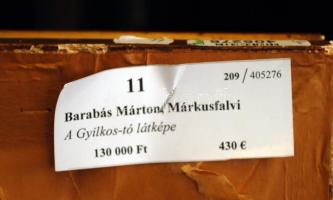 11
209 / 405276
Barabás Márton, Márkusfalvi
A Gyilkos-tó látképe
130 000 Ft 430 €